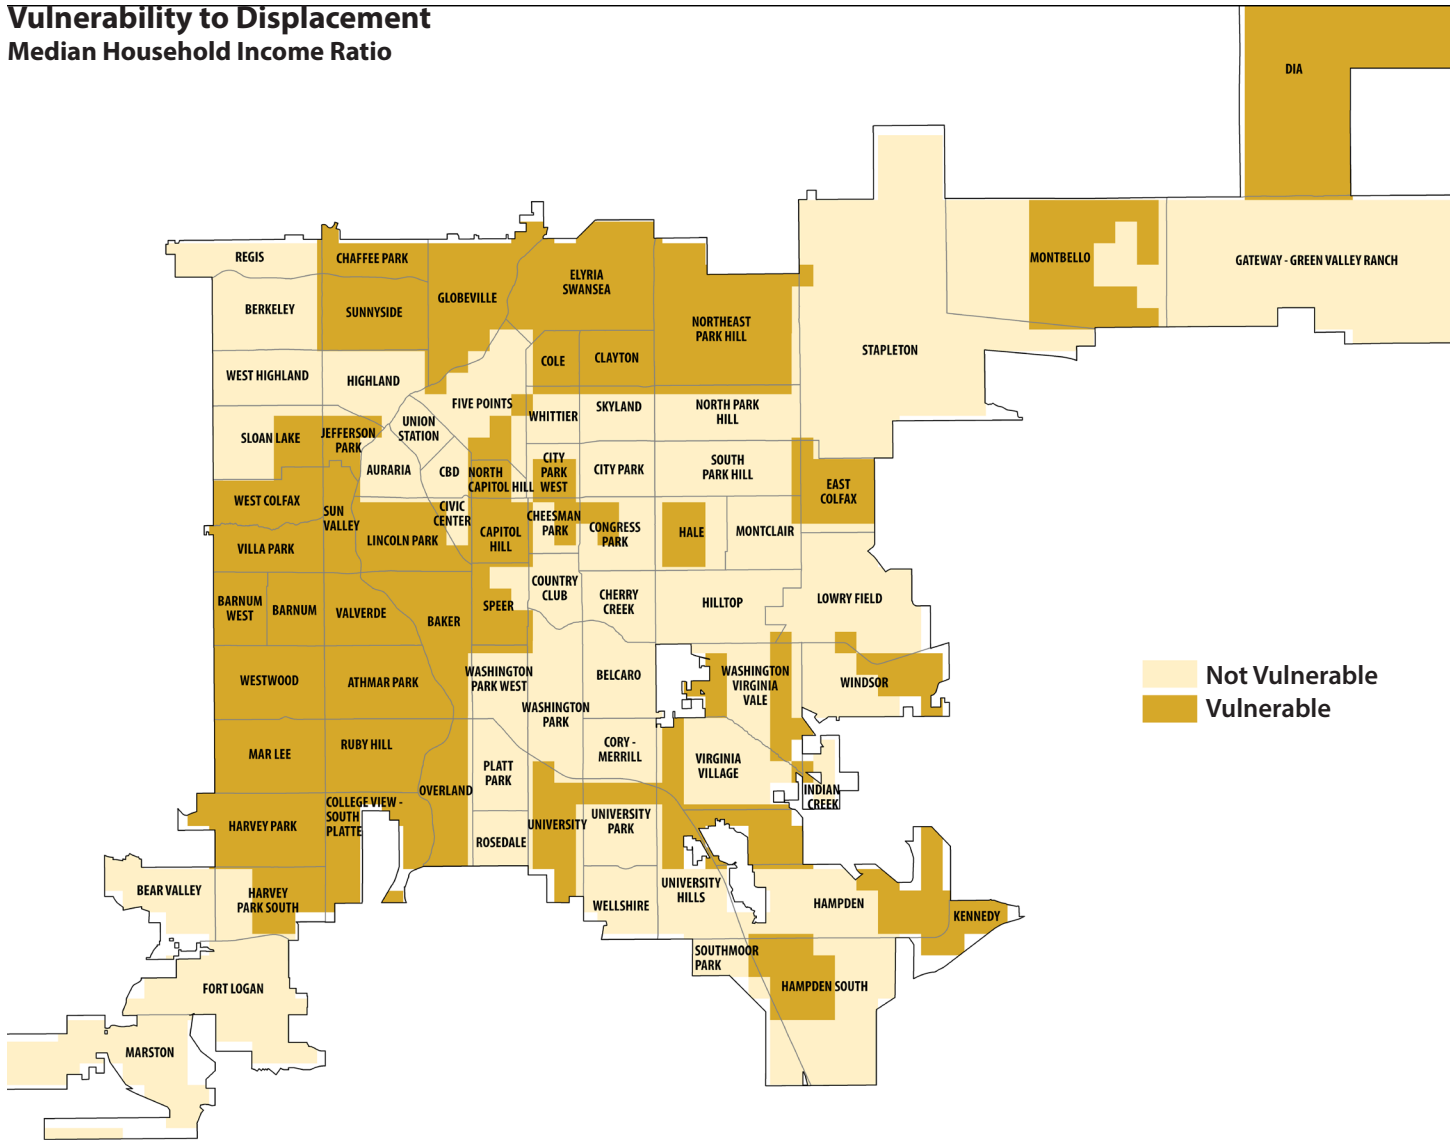 Vulnerability to Displacement
Median Household Income Ratio
DIA
REGIS
CHAFFEE PARK
ELYRIA
SWANSEA
MONTBELLO
GATEWAY - GREEN VALLEY RANCH
BERKELEY
SUNNYSIDE
GLOBEVILLE
NORTHEAST
PARK HILL
STAPLETON
WEST HIGHLAND
HIGHLAND
COLE
CLAYTON
FIVE POINTS
WHITTIER
SKYLAND
NORTH PARK
HILL
SLOAN LAKE
JEFFERSON
PARK
UNION
STATION
AURARIA
CBD
NORTH
CAPITOL HILL
CITY
PARK
WEST
CITY PARK
SOUTH
PARK HILL
EAST
COLFAX
WEST COLFAX
SUN
VALLEY
CIVIC
CENTER
LINCOLN PARK
CAPITOL
HILL
CHEESMAN
PARK
CONGRESS
PARK
HALE
MONTCLAIR
VILLA PARK
BARNUM
WEST
BARNUM
VALVERDE
BAKER
SPEER
COUNTRY
CLUB
CHERRY
CREEK
HILLTOP
LOWRY FIELD
WESTWOOD
ATHMAR PARK
WASHINGTON
PARK WEST
WASHINGTON
PARK
BELCARO
WASHINGTON
VIRGINIA
VALE
WINDSOR
Not Vulnerable
Vulnerable
MAR LEE
RUBY HILL
OVERLAND
PLATT
PARK
CORY -
MERRILL
VIRGINIA
VILLAGE
INDIAN
CREEK
HARVEY PARK
COLLEGE VIEW -
SOUTH
PLATTE
ROSEDALE
UNIVERSITY
UNIVERSITY
PARK
BEAR VALLEY
HARVEY
PARK SOUTH
WELLSHIRE
UNIVERSITY
HILLS
HAMPDEN
KENNEDY
SOUTHMOOR
PARK
HAMPDEN SOUTH
FORT LOGAN
MARSTON